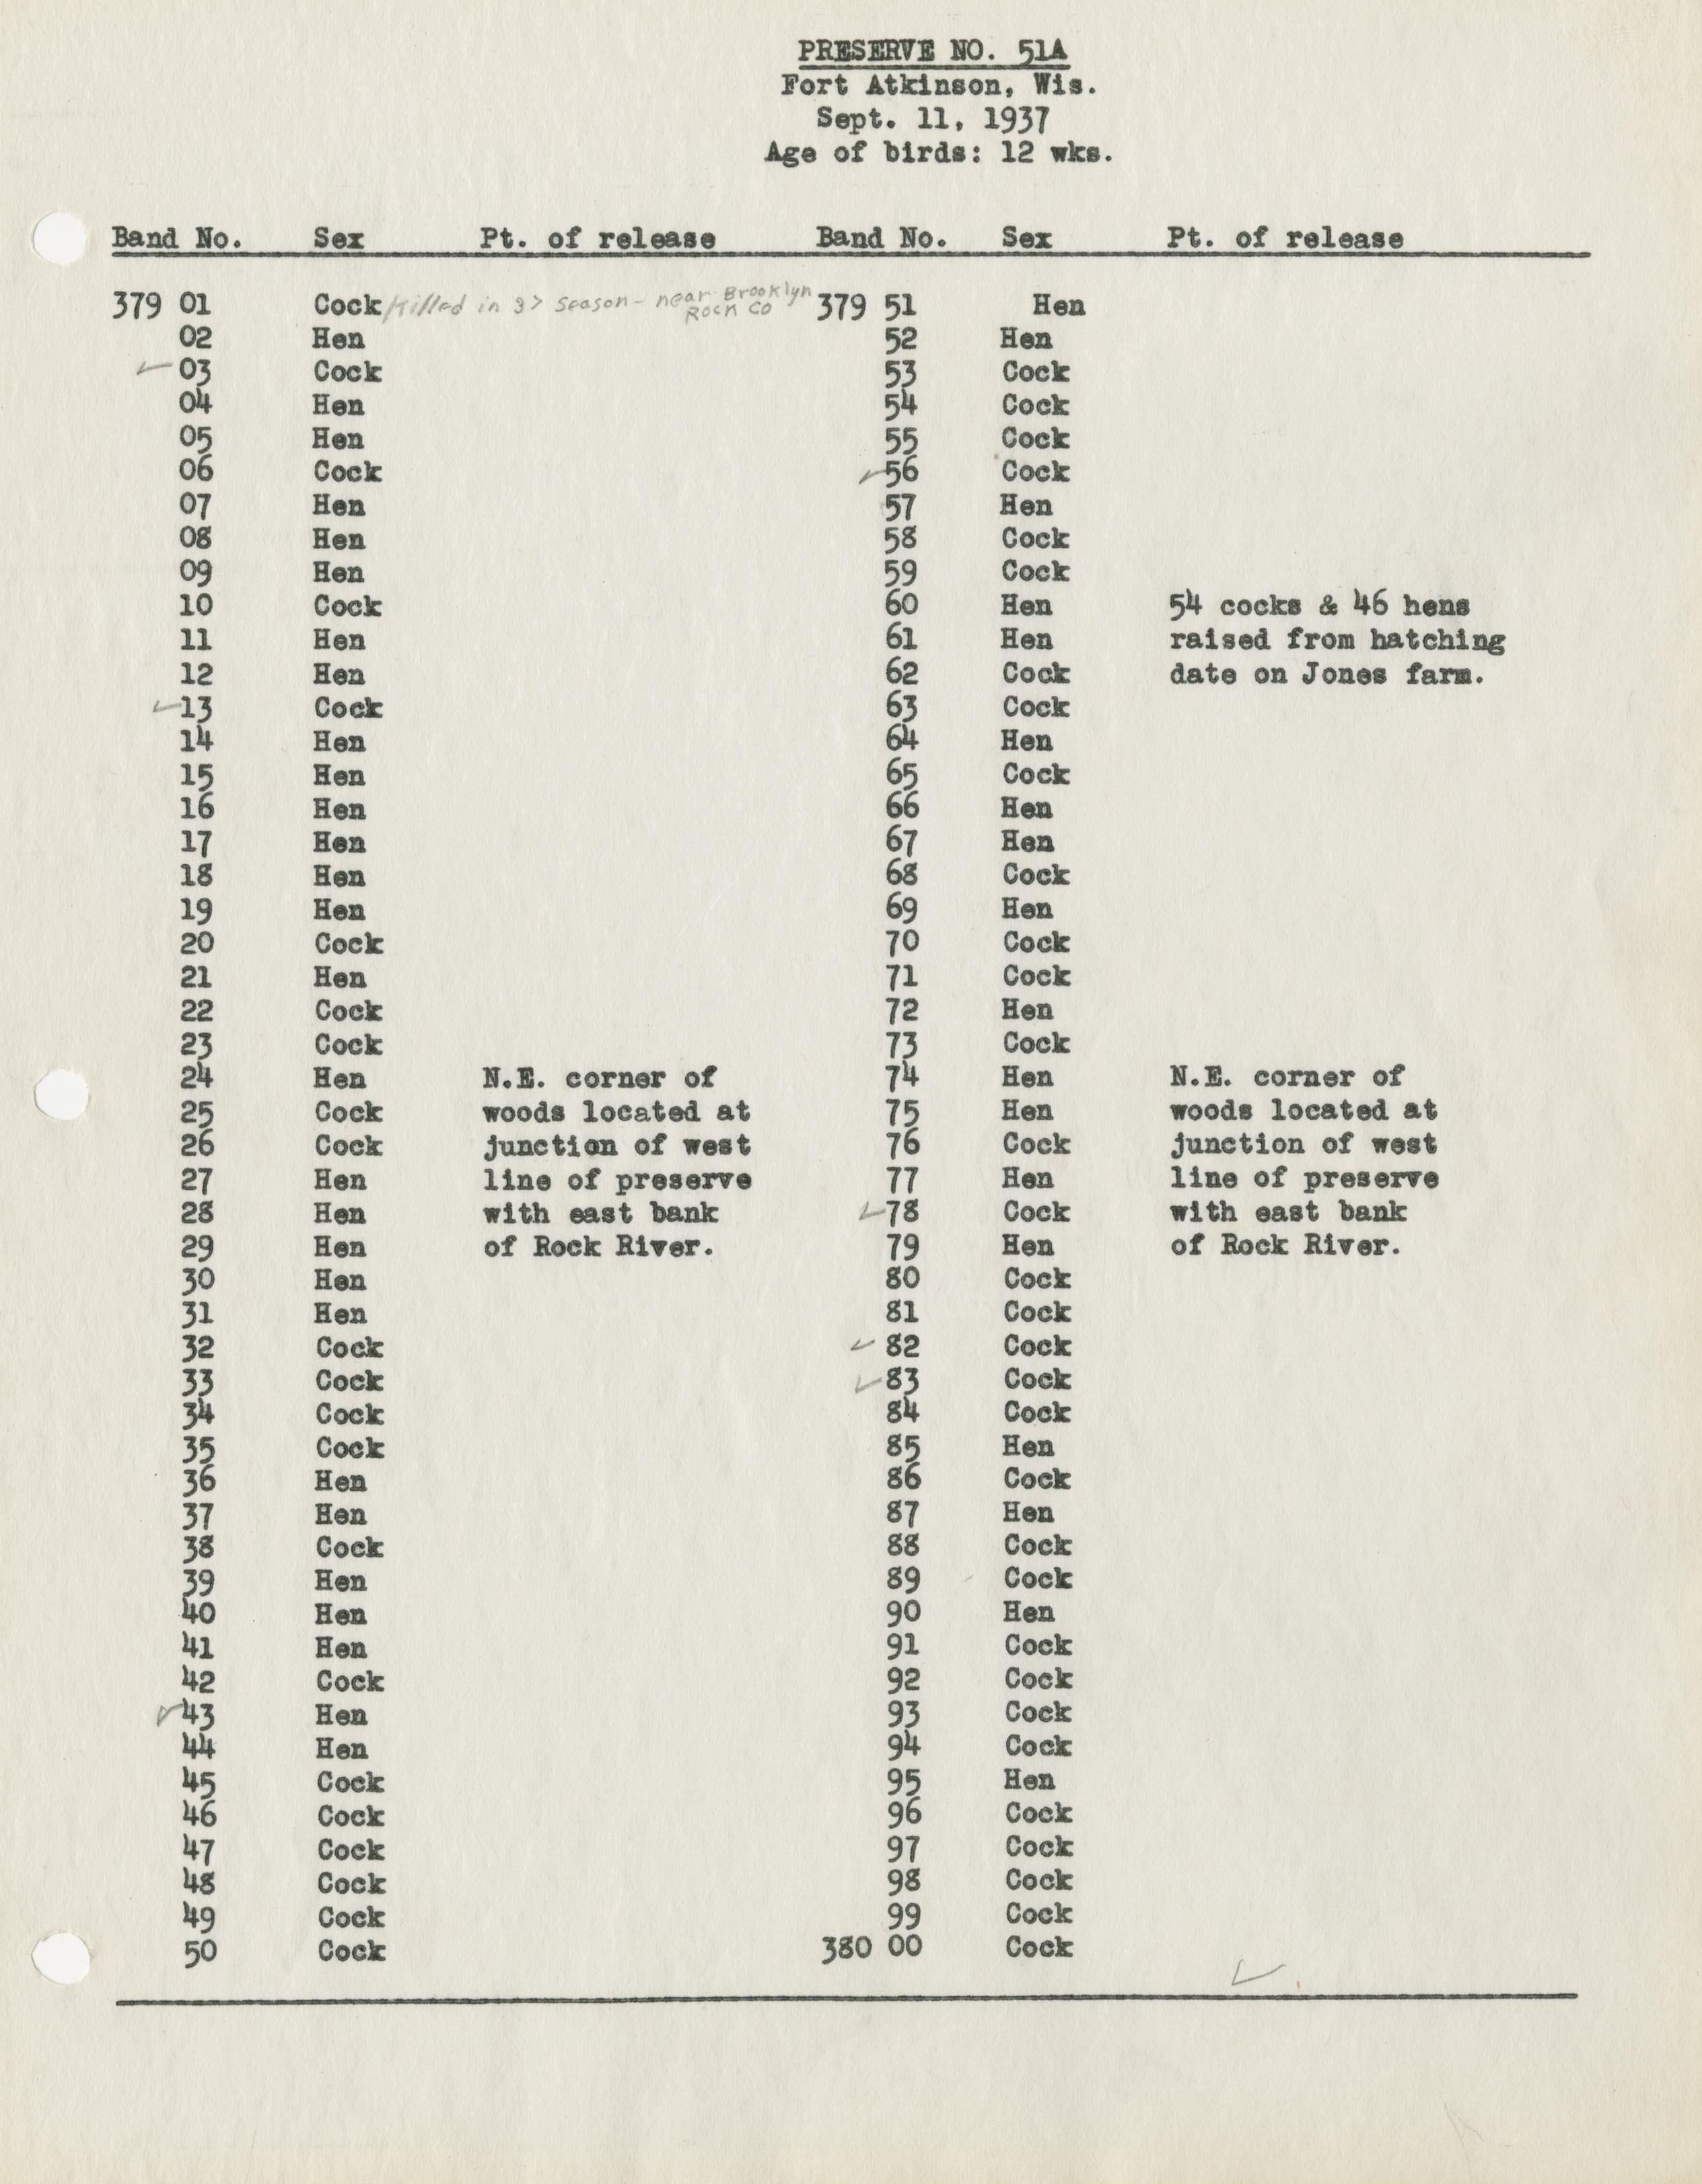 PRESERVE NO. 51A
Fort Atkinson, Wis.
Sept. 11, 1937
Age of birds: 12 wks.
Band No. Sex Pt. of release Band No. Sex Pt. of release
379 01 Cock Killed in 37 season - near Brooklyn Rock Co 379 51 Hen
02 Hen 52 Hen
03 Cock 53 Cock
04 Hen 54 Cock
05 Hen 55 Cock
06 Cock 56 Cock
07 Hen 57 Hen
08 Hen 58 Cock
09 Hen 59 Cock
10 Cock 60 Hen 54 cocks & 46 hens
11 Hen 61 Hen raised from hatching
12 Hen 62 Cock date on Jones farm.
13 Cock 63 Cock
14 Hen 64 Hen
15 Hen 65 Cock
16 Hen 66 Hen
17 Hen 67 Hen
18 Hen 68 Cock
19 Hen 69 Hen
20 Cock 70 Cock
21 Hen 71 Cock
22 Cock 72 Hen
23 Cock 73 Cock
24 Hen N.E. corner of 74 Hen N.E. corner of
25 Cock woods located at 75 Hen woods located at
26 Cock junction of west 76 Cock junction of west
27 Hen line of preserve 77 Hen line of preserve
28 Hen with east bank 78 Cock with east bank
29 Hen of Rock River. 79 Hen of Rock River.
30 Hen 80 Cock
31 Hen 81 Cock
32 Cock 82 Cock
33 Cock 83 Cock
34 Cock 84 Cock
35 Cock 85 Hen
36 Hen 86 Cock
37 Hen 87 Hen
38 Cock 88 Cock
39 Hen 89 Cock
40 Hen 90 Hen
41 Hen 91 Cock
42 Cock 92 Cock
43 Hen 93 Cock
44 Hen 94 Cock
45 Cock 95 Hen
46 Cock 96 Cock
47 Cock 97 Cock
48 Cock 98 Cock
49 Cock 99 Cock
50 Cock 380 00 Cock